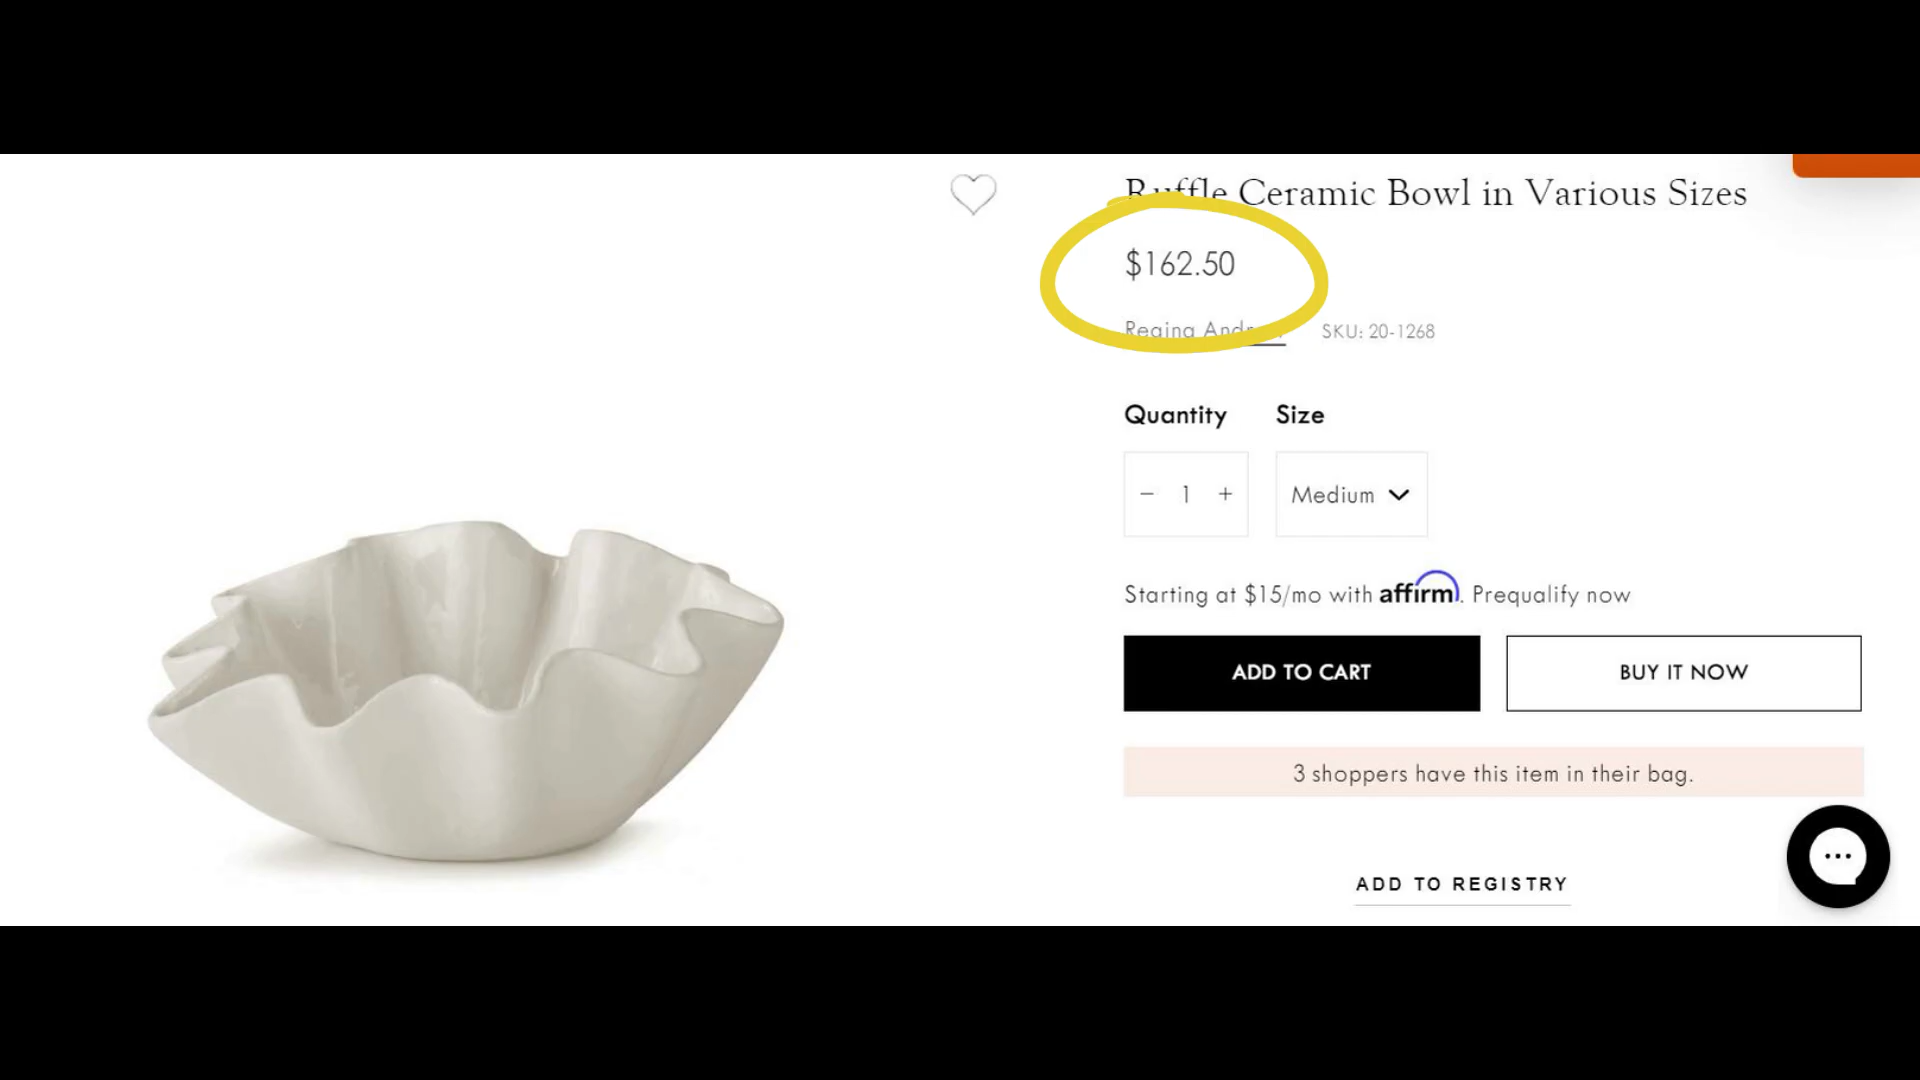 Ruffle Ceramic Bowl in Various Sizes
$162.50
Regina SKU: 20-1268
Quantity Size
− 1 + Medium
Starting at $15/mo with affirm. Prequalify now
ADD TO CART BUY IT NOW
3 shoppers have this item in their bag.
ADD TO REGISTRY